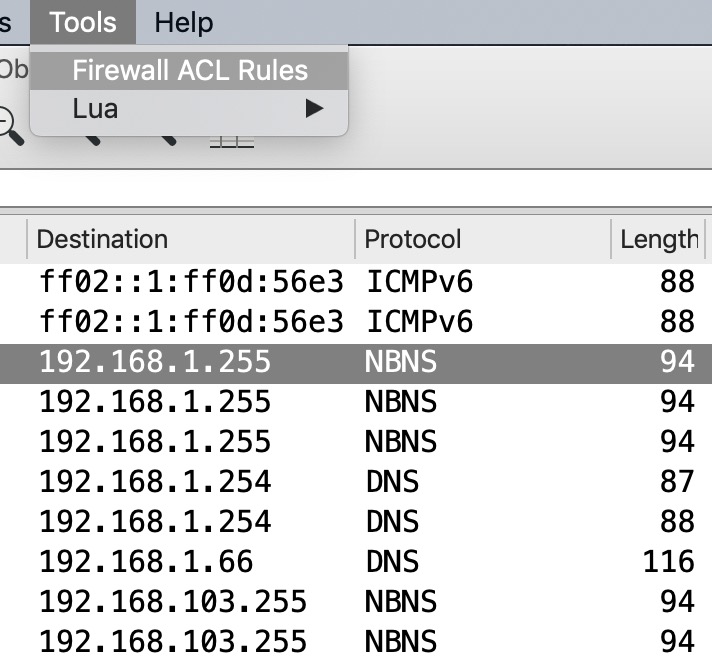 s Tools Help
Ob Firewall ACL Rules
Lua
Destination Protocol Length
ff02::1:ff0d:56e3 ICMPv6 88
ff02::1:ff0d:56e3 ICMPv6 88
192.168.1.255 NBNS 94
192.168.1.255 NBNS 94
192.168.1.255 NBNS 94
192.168.1.254 DNS 87
192.168.1.254 DNS 88
192.168.1.66 DNS 116
192.168.103.255 NBNS 94
192.168.103.255 NBNS 94